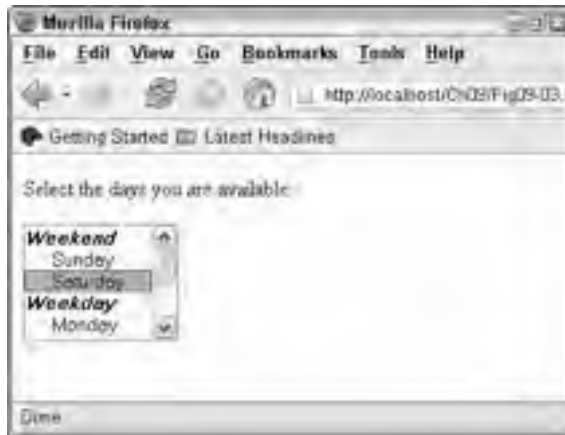 Mozilla Firefox
File Edit View Go Bookmarks Tools Help
http://localhost/Ch09/Fig09-03.
Getting Started Latest Headlines
Select the days you are available
Weekend
Sunday
Saturday
Weekday
Monday
Done